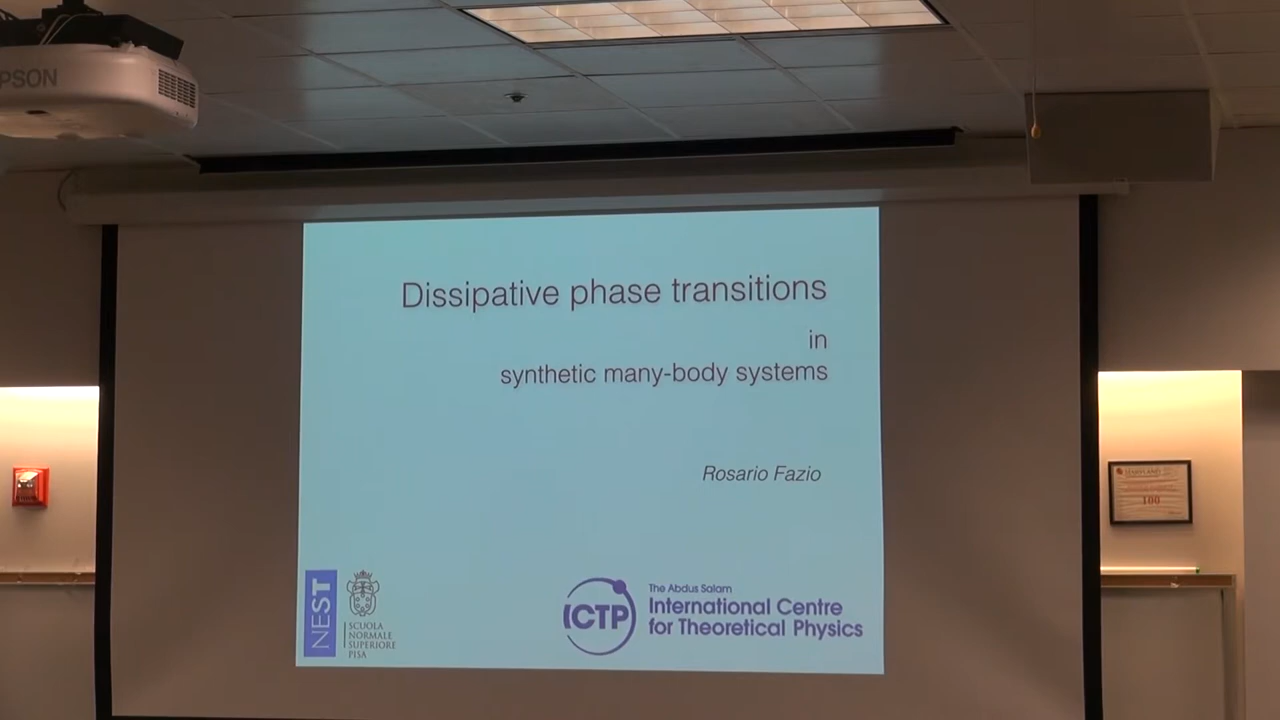 PSON
Dissipative phase transitions
in
synthetic many-body systems
Rosario Fazio
NEST
SCUOLA
NORMALE
SUPERIORE
PISA
ICTP
The Abdus Salam
International Centre
for Theoretical Physics
100